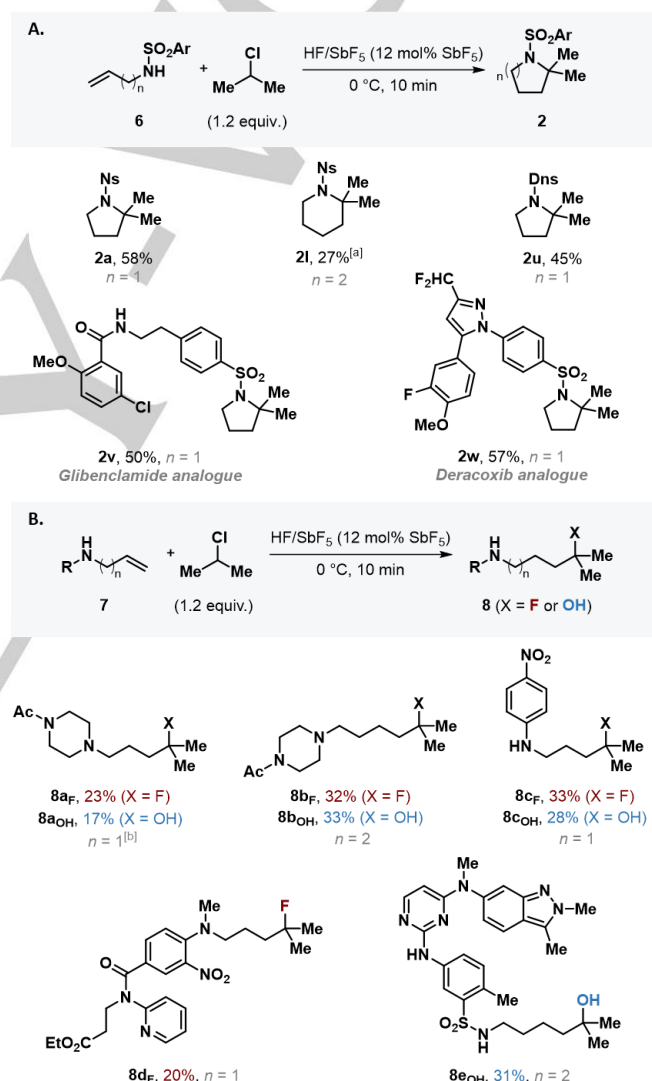 A.
SO2Ar
NH
n
6
+
Cl
Me Me
(1.2 equiv.)
HF/SbF5 (12 mol% SbF5)
0 °C, 10 min
SO2Ar
N Me
Me
n
2
Ns
N Me
Me
2a, 58%
n = 1
Ns
N Me
Me
2l, 27%[a]
n = 2
Dns
N Me
Me
2u, 45%
n = 1
O
H
N
MeO
Cl
SO2
N Me
Me
2v, 50%, n = 1
Glibenclamide analogue
F2HC
N
N
F
MeO
SO2
N Me
Me
2w, 57%, n = 1
Deracoxib analogue
B.
H
N
R
n
7
+
Cl
Me Me
(1.2 equiv.)
HF/SbF5 (12 mol% SbF5)
0 °C, 10 min
H
N
R
n
X
Me
Me
8 (X = F or OH)
Ac
N
N
X
Me
Me
8aF, 23% (X = F)
8aOH, 17% (X = OH)
n = 1[b]
N
N
Ac
X
Me
Me
8bF, 32% (X = F)
8bOH, 33% (X = OH)
n = 2
NO2
HN
X
Me
Me
8cF, 33% (X = F)
8cOH, 28% (X = OH)
n = 1
Me
N
F
Me
Me
O
NO2
N
N
EtO2C
8dF, 20%, n = 1
Me
N
N
N
N
N Me
Me
HN
Me
O2S
N
H
OH
Me
Me
8eOH, 31%, n = 2